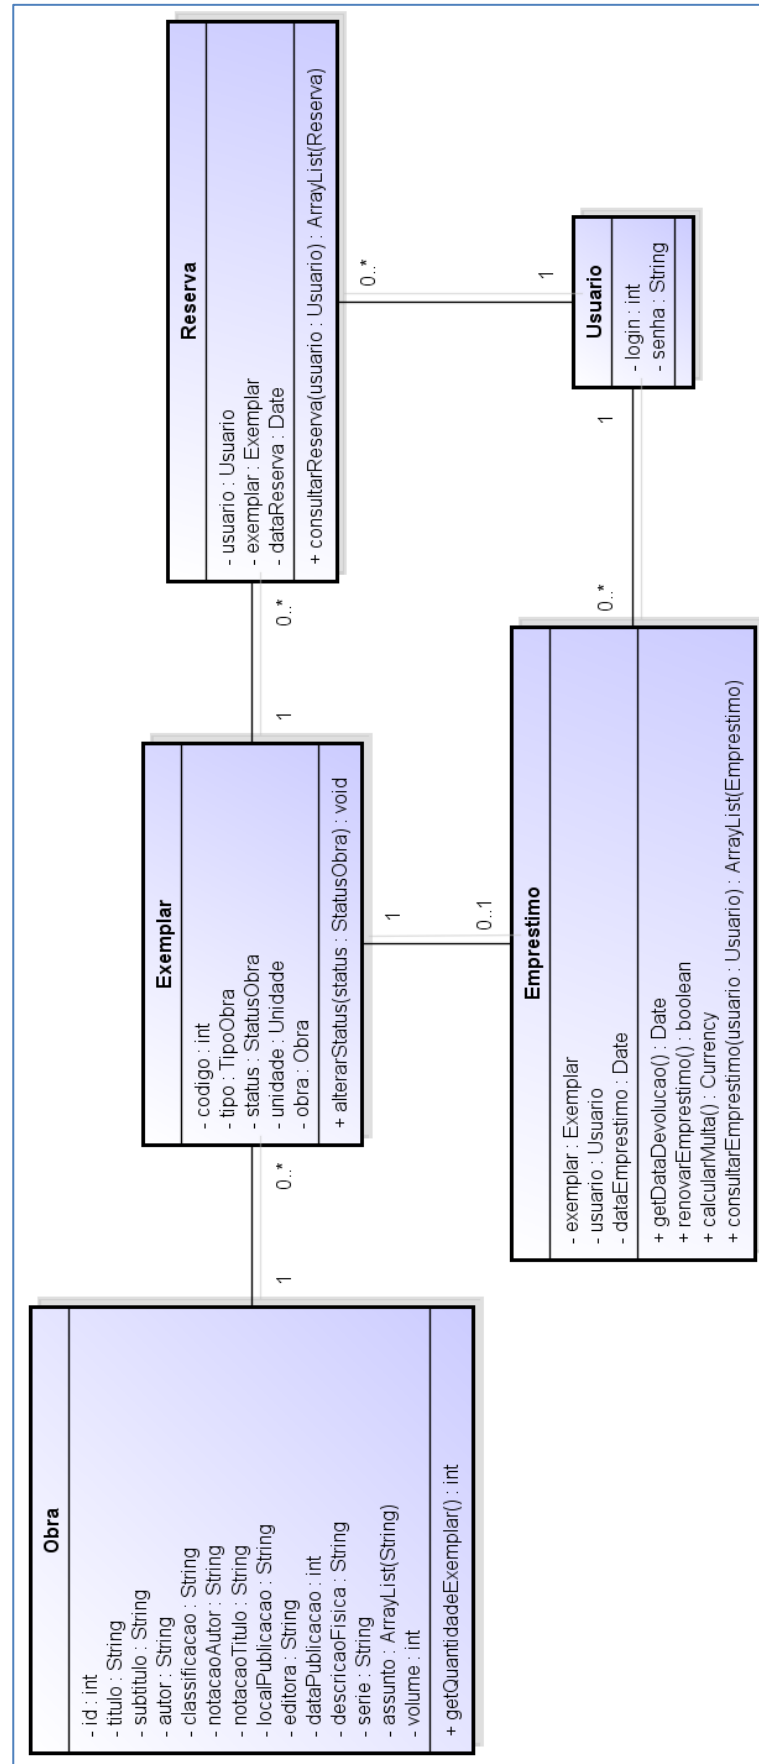 Obra
- id : int
- titulo : String
- subtitulo : String
- autor : String
- classificacao : String
- notacaoAutor : String
- notacaoTitulo : String
- localPublicacao : String
- editora : String
- dataPublicacao : int
- descricaoFisica : String
- serie : String
- assunto : ArrayList(String)
- volume : int
+ getQuantidadeExemplar() : int
1
0..*
Exemplar
- codigo : int
- tipo : TipoObra
- status : StatusObra
- unidade : Unidade
- obra : Obra
+ alterarStatus(status : StatusObra) : void
1
0..*
Reserva
- usuario : Usuario
- exemplar : Exemplar
- dataReserva : Date
+ consultarReserva(usuario : Usuario) : ArrayList(Reserva)
1
0..1
0..*
1
Emprestimo
- exemplar : Exemplar
- usuario : Usuario
- dataEmprestimo : Date
+ getDataDevolucao() : Date
+ renovarEmprestimo() : boolean
+ calcularMulta() : Currency
+ consultarEmprestimo(usuario : Usuario) : ArrayList(Emprestimo)
0..*
1
Usuario
- login : int
- senha : String